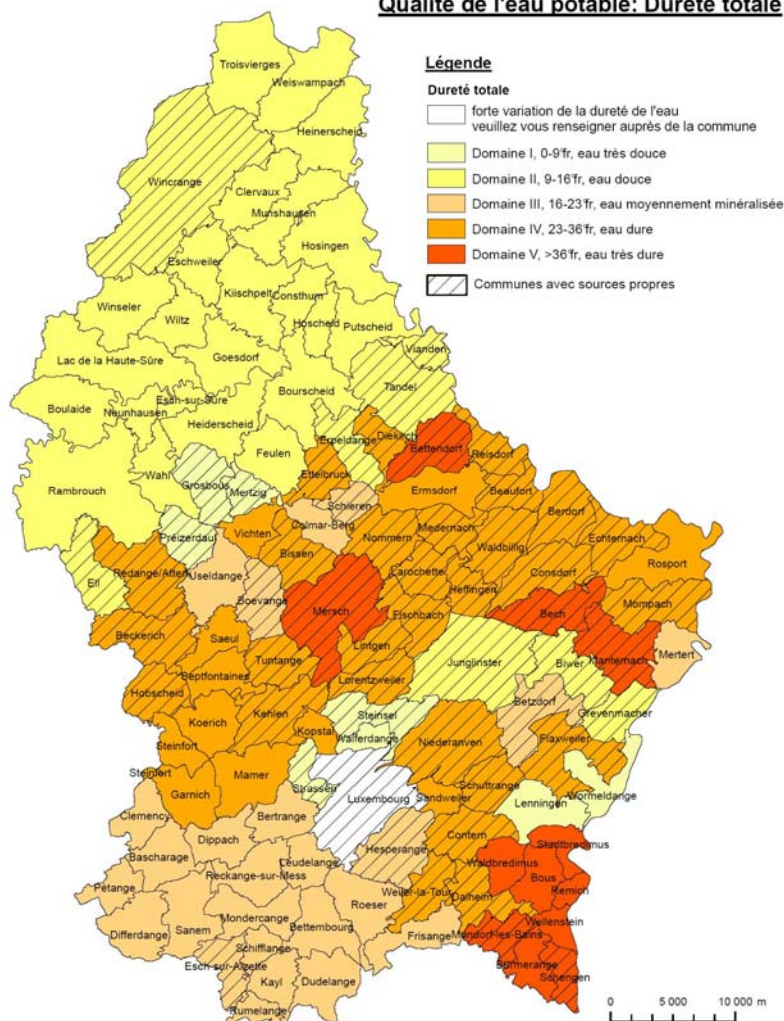 Qualité de l'eau potable: Dureté totale
Légende
Dureté totale
forte variation de la dureté de l'eau
veuillez vous renseigner auprès de la commune
Domaine I, 0-9°fr, eau très douce
Domaine II, 9-16°fr, eau douce
Domaine III, 16-23°fr, eau moyennement minéralisée
Domaine IV, 23-36°fr, eau dure
Domaine V, >36°fr, eau très dure
Communes avec sources propres
Troisvierges
Weiswampach
Heinerscheid
Wincrange
Clervaux
Munshausen
Hosingen
Eschweiler
Kiischpelt
Consthum
Winseler
Wiltz
Hoscheid
Putscheid
Vianden
Lac de la Haute-Sûre
Goesdorf
Tandel
Bourscheid
Boulaide
Neunhausen
Esch-sur-Sûre
Heiderscheid
Erpeldange
Diekirch
Bettendorf
Reisdorf
Feulen
Ettelbruck
Wahl
Rambrouch
Grosbous
Mertzig
Ermsdorf
Beaufort
Schieren
Colmar-Berg
Berdorf
Préizerdaul
Vichten
Bissen
Nommern
Medernach
Waldbillig
Echternach
Ell
Redange/Attert
Useldange
Boevange
Larochette
Heffingen
Consdorf
Rosport
Mersch
Fischbach
Bech
Mompach
Beckerich
Saeul
Lintgen
Manternach
Mertert
Tuntange
Junglinster
Biwer
Septfontaines
Lorentzweiler
Hobscheid
Kehlen
Steinsel
Betzdorf
Grevenmacher
Koerich
Kopstal
Walferdange
Niederanven
Flaxweiler
Steinfort
Steinfort
Mamer
Strassen
Schuttrange
Wormeldange
Garnich
Luxembourg
Sandweiler
Lenningen
Clemency
Bertrange
Contern
Stadtbredimus
Dippach
Hesperange
Bascharage
Leudelange
Waldbredimus
Reckange-sur-Mess
Bous
Pétange
Roeser
Weiler-la-Tour
Dalheim
Remich
Mondercange
Bettembourg
Wellenstein
Differdange
Sanem
Frisange
Mondorf-les-Bains
Schifflange
Esch-sur-Alzette
Burmerange
Schengen
Kayl
Dudelange
Rumelange
0 5 000 10 000 m